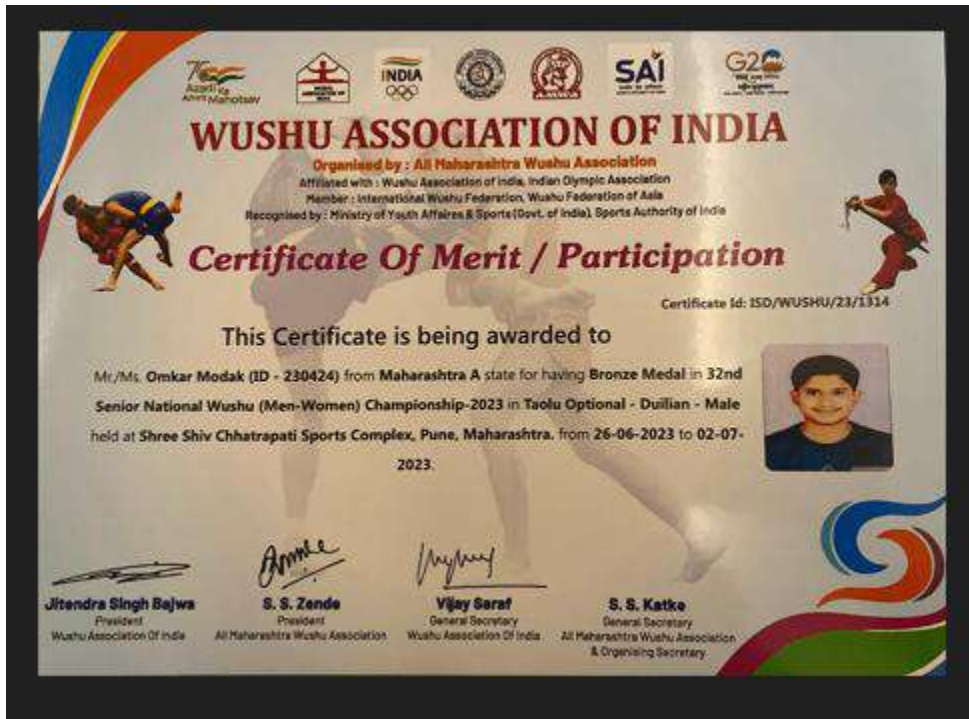 Azadi Ka
Amrit Mahotsav
INDIA
SAI
G20
WUSHU ASSOCIATION OF INDIA
Organised by : All Maharashtra Wushu Association
Affiliated with : Wushu Association of India, Indian Olympic Association
Member : International Wushu Federation, Wushu Federation of Asia
Recognised by : Ministry of Youth Affaires & Sports (Govt. of India), Sports Authority of India
Certificate Of Merit / Participation
Certificate Id: ISD/WUSHU/23/1314
This Certificate is being awarded to
Mr./Ms. Omkar Modak (ID - 230424) from Maharashtra A state for having Bronze Medal in 32nd
Senior National Wushu (Men-Women) Championship-2023 in Taolu Optional - Duilian - Male
held at Shree Shiv Chhatrapati Sports Complex, Pune, Maharashtra. from 26-06-2023 to 02-07-
2023.
Jitendra Singh Bajwa
President
Wushu Association Of India
S. S. Zende
President
All Maharashtra Wushu Association
Vijay Saraf
General Secretary
Wushu Association Of India
S. S. Katke
General Secretary
All Maharashtra Wushu Association
& Organising Secretary